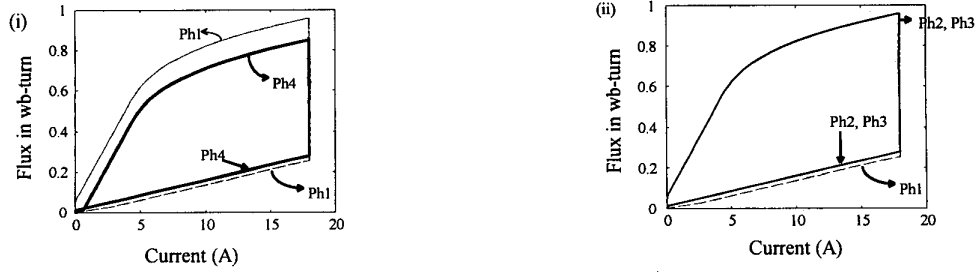 (i)
Flux in wb-turn
1
0.8
0.6
0.4
0.2
0
Ph1
Ph4
Ph4
Ph1
0 5 10 15 20
Current (A)
(ii)
Flux in wb-turn
1
0.8
0.6
0.4
0.2
0
Ph2, Ph3
Ph2, Ph3
Ph1
0 5 10 15 20
Current (A)